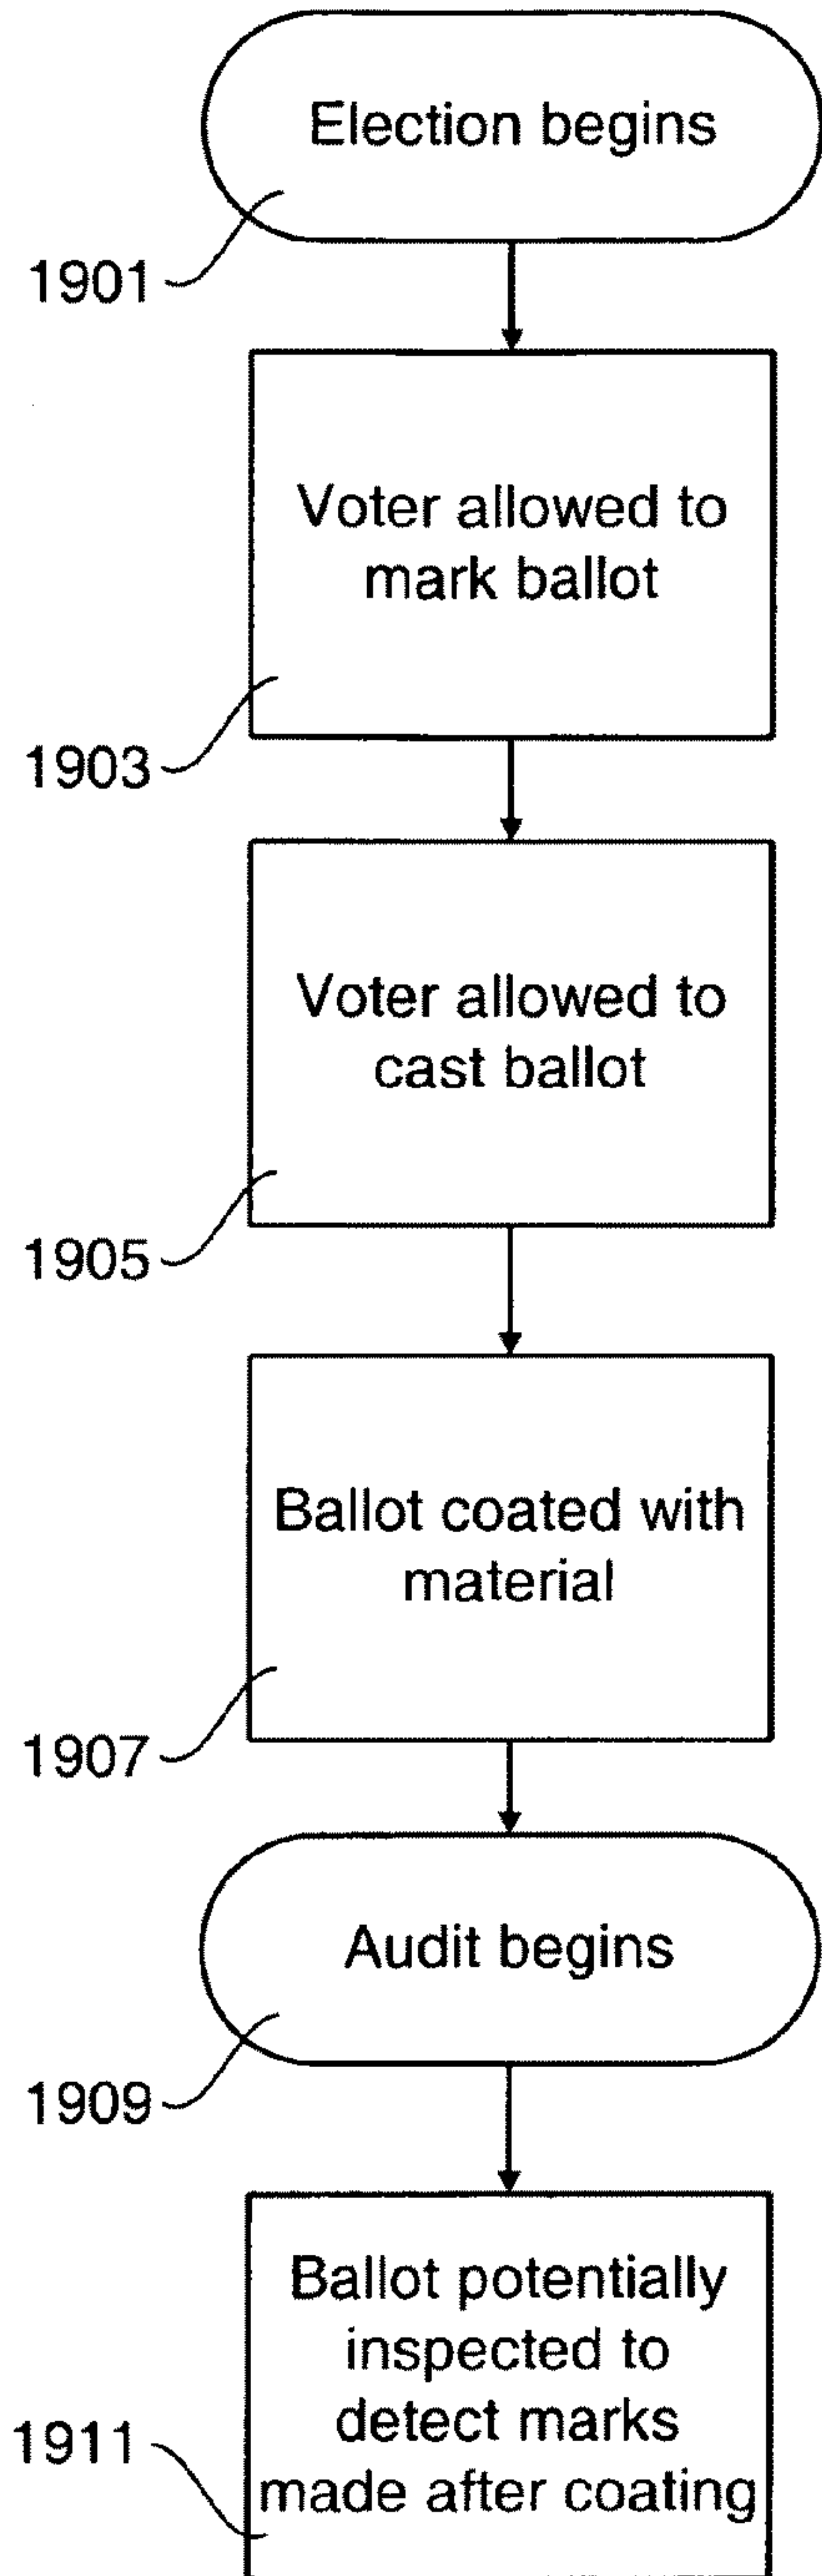 Election begins
1901
Voter allowed to
mark ballot
1903
Voter allowed to
cast ballot
1905
Ballot coated with
material
1907
Audit begins
1909
Ballot potentially
inspected to
detect marks
made after coating
1911